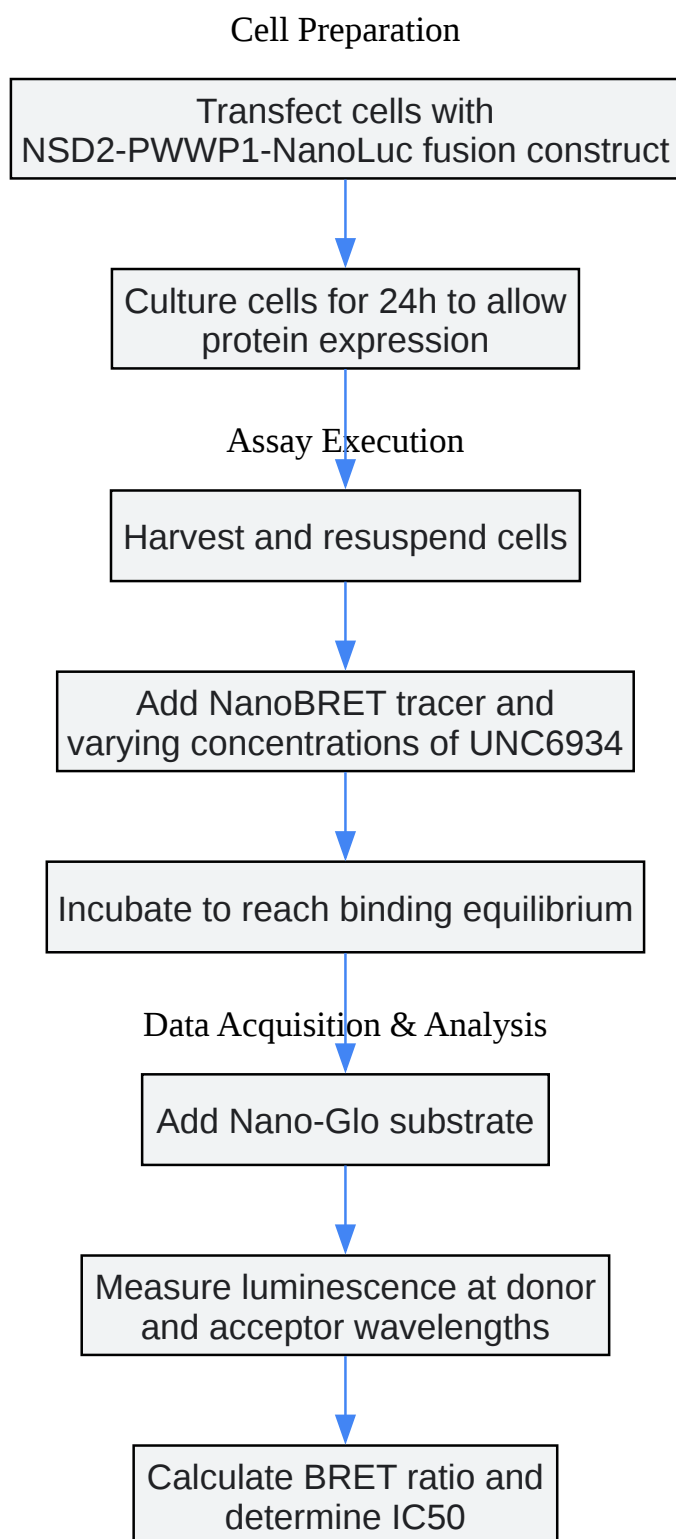 Cell Preparation
Transfect cells with
NSD2-PWWP1-NanoLuc fusion construct
Culture cells for 24h to allow
protein expression
Assay Execution
Harvest and resuspend cells
Add NanoBRET tracer and
varying concentrations of UNC6934
Incubate to reach binding equilibrium
Data Acquisition & Analysis
Add Nano-Glo substrate
Measure luminescence at donor
and acceptor wavelengths
Calculate BRET ratio and
determine IC50